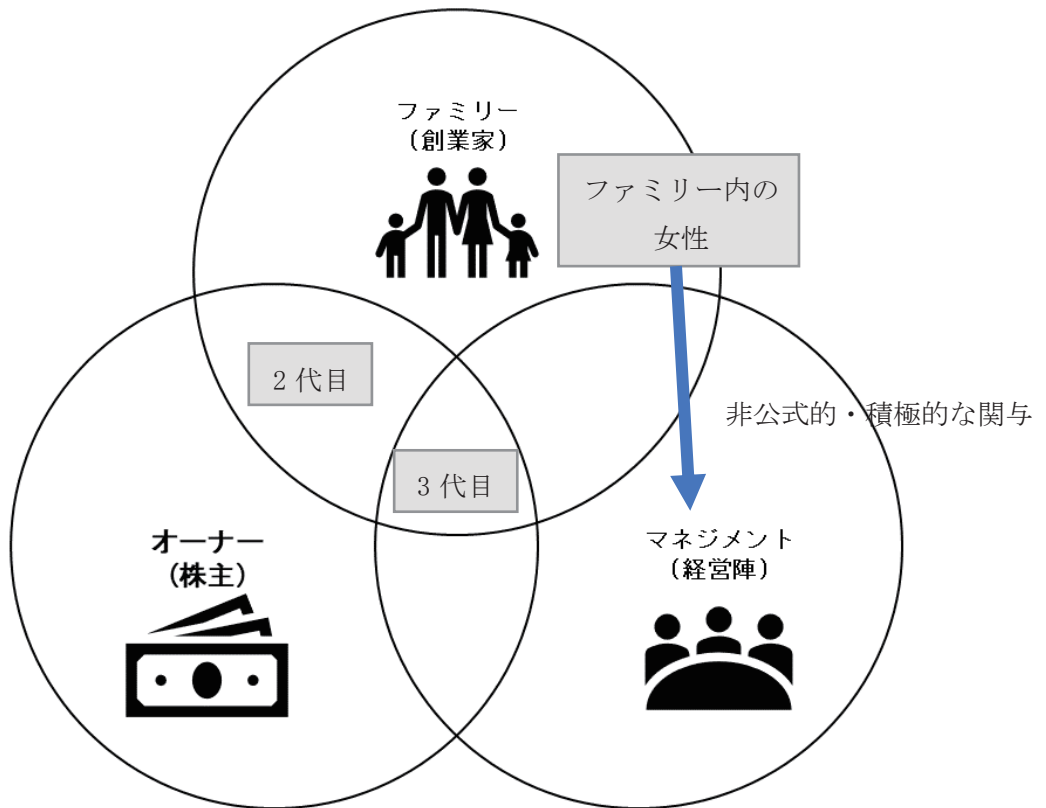 ファミリー
(創業家)
ファミリー内の
女性
2代目
非公式的・積極的な関与
3代目
オーナー
(株主)
マネジメント
(経営陣)